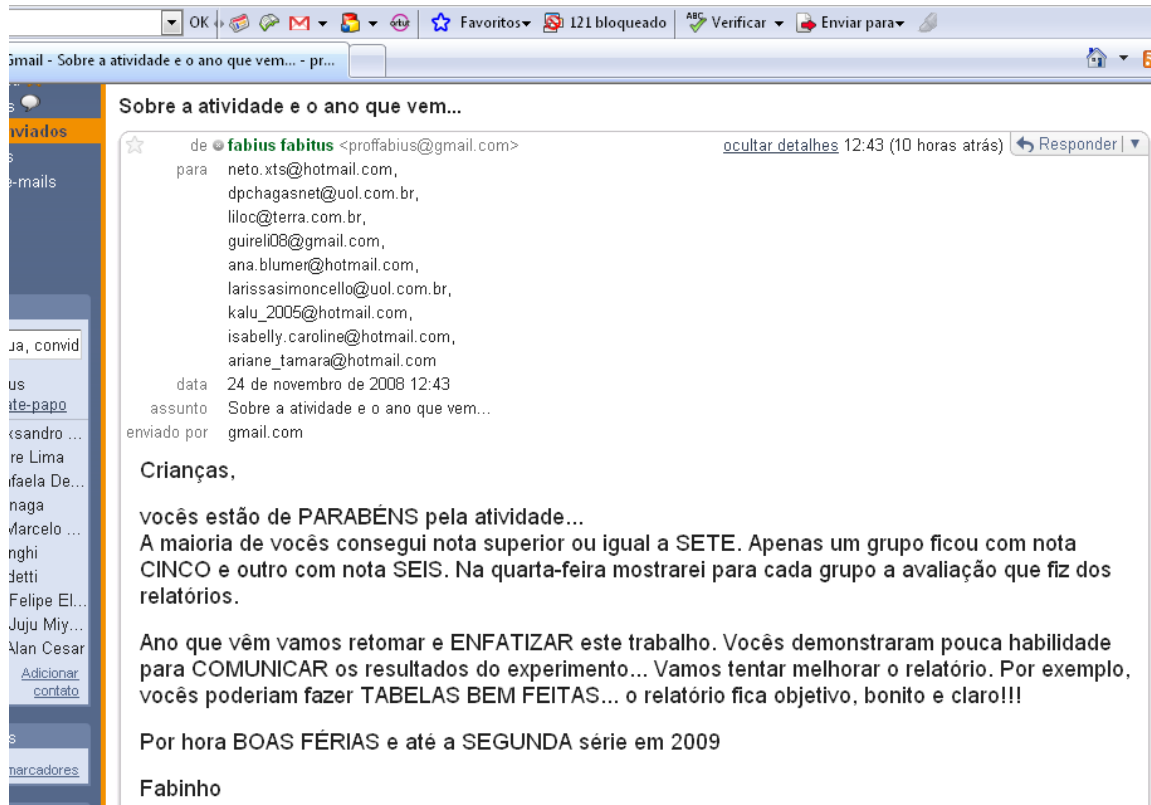 OK
Favoritos
121 bloqueado
ABC
Verificar
Enviar para
Gmail - Sobre a atividade e o ano que vem... - pr...
Sobre a atividade e o ano que vem...
de fabius fabitus <proffabius@gmail.com>
ocultar detalhes 12:43 (10 horas atrás)
Responder
para neto.xts@hotmail.com,
dpchagasnet@uol.com.br,
liloc@terra.com.br,
guireli08@gmail.com,
ana.blumer@hotmail.com,
larissasimoncello@uol.com.br,
kalu_2005@hotmail.com,
isabelly.caroline@hotmail.com,
ariane_tamara@hotmail.com
data 24 de novembro de 2008 12:43
assunto Sobre a atividade e o ano que vem...
enviado por gmail.com
Crianças,
vocês estão de PARABÉNS pela atividade...
A maioria de vocês consegui nota superior ou igual a SETE. Apenas um grupo ficou com nota
CINCO e outro com nota SEIS. Na quarta-feira mostrarei para cada grupo a avaliação que fiz dos
relatórios.
Ano que vêm vamos retomar e ENFATIZAR este trabalho. Vocês demonstraram pouca habilidade
para COMUNICAR os resultados do experimento... Vamos tentar melhorar o relatório. Por exemplo,
vocês poderiam fazer TABELAS BEM FEITAS... o relatório fica objetivo, bonito e claro!!!
Por hora BOAS FÉRIAS e até a SEGUNDA série em 2009
Fabinho
nviados
e-mails
ua, convid
us
ate-papo
ksandro ...
re Lima
faela De...
naga
Marcelo ...
nghi
detti
Felipe El...
Juju Miy...
Alan Cesar
Adicionar
contato
s
marcadores